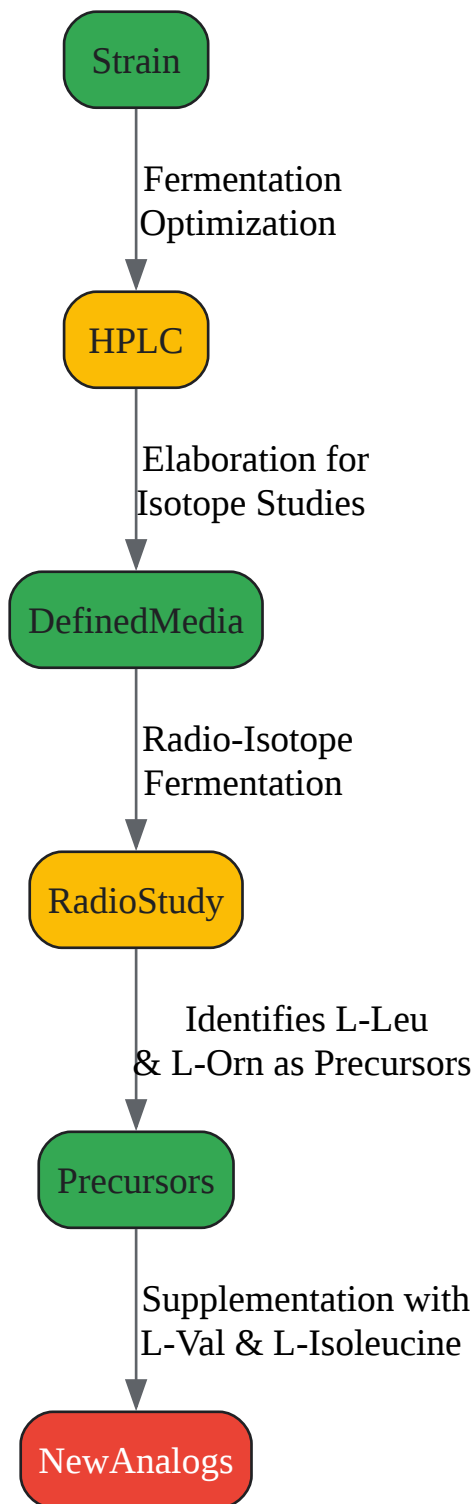 Strain
Fermentation
Optimization
HPLC
Elaboration for
Isotope Studies
DefinedMedia
Radio-Isotope
Fermentation
RadioStudy
Identifies L-Leu
& L-Orn as Precursors
Precursors
Supplementation with
L-Val & L-Isoleucine
NewAnalogs